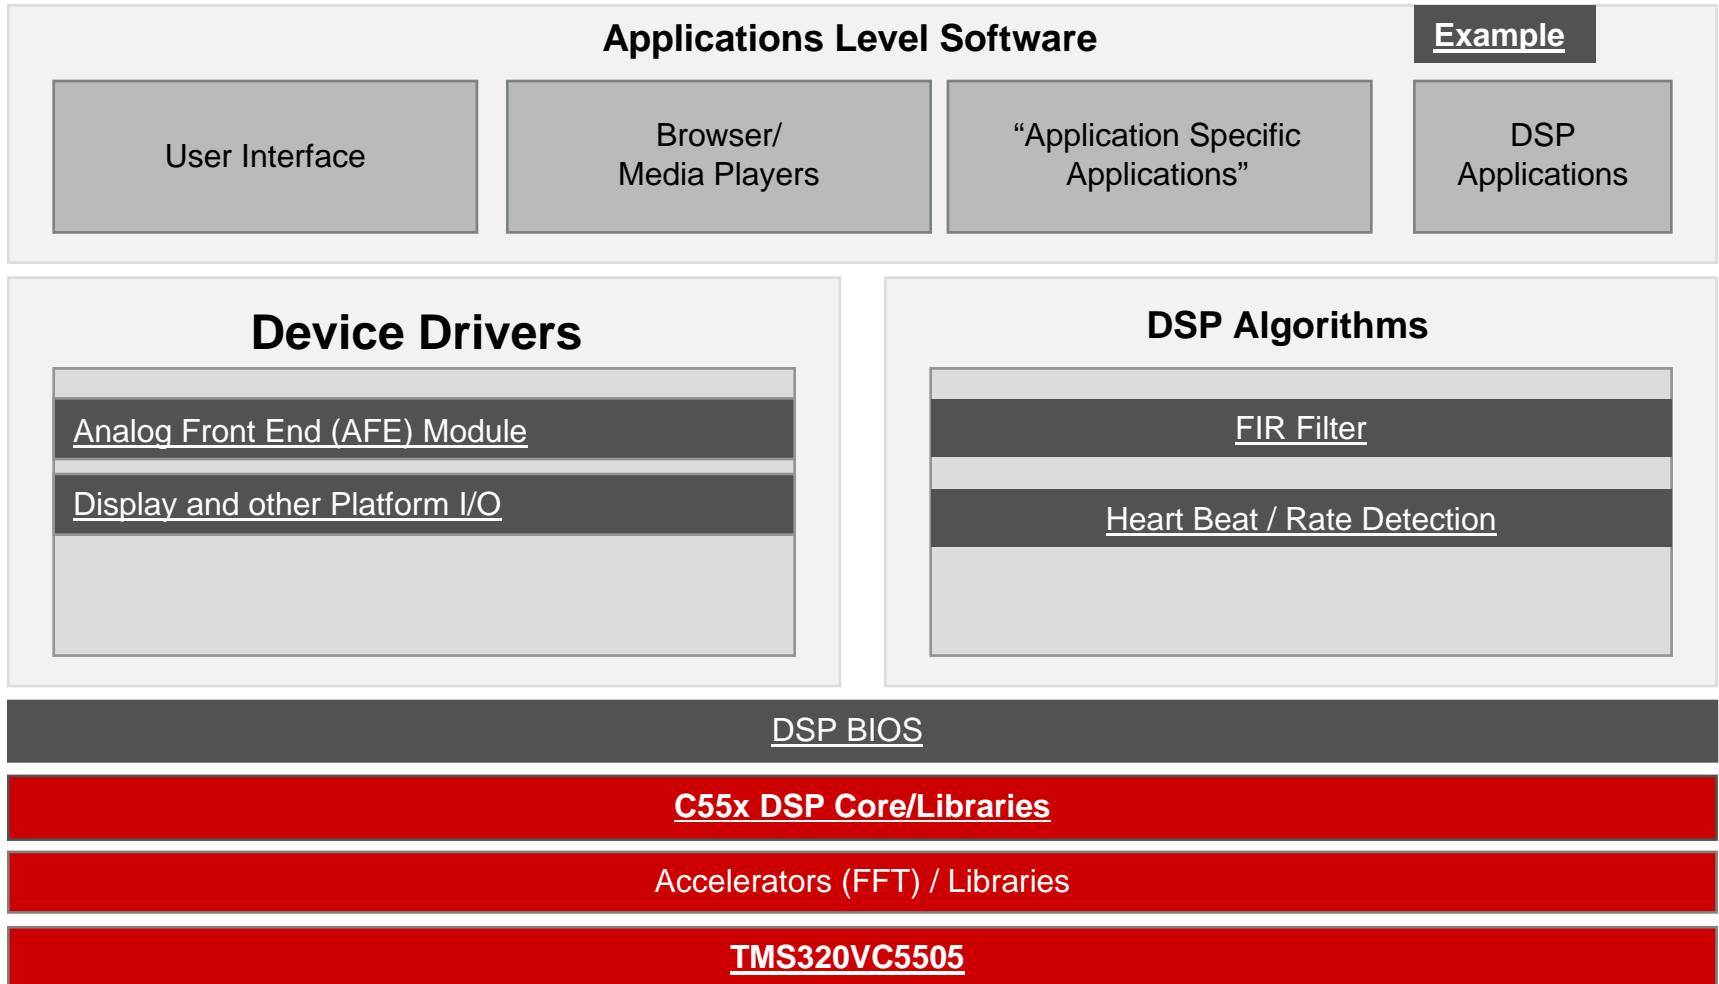 Applications Level Software
Example
User Interface
Browser/
Media Players
“Application Specific
Applications”
DSP
Applications
Device Drivers
Analog Front End (AFE) Module
Display and other Platform I/O
DSP Algorithms
FIR Filter
Heart Beat / Rate Detection
DSP BIOS
C55x DSP Core/Libraries
Accelerators (FFT) / Libraries
TMS320VC5505